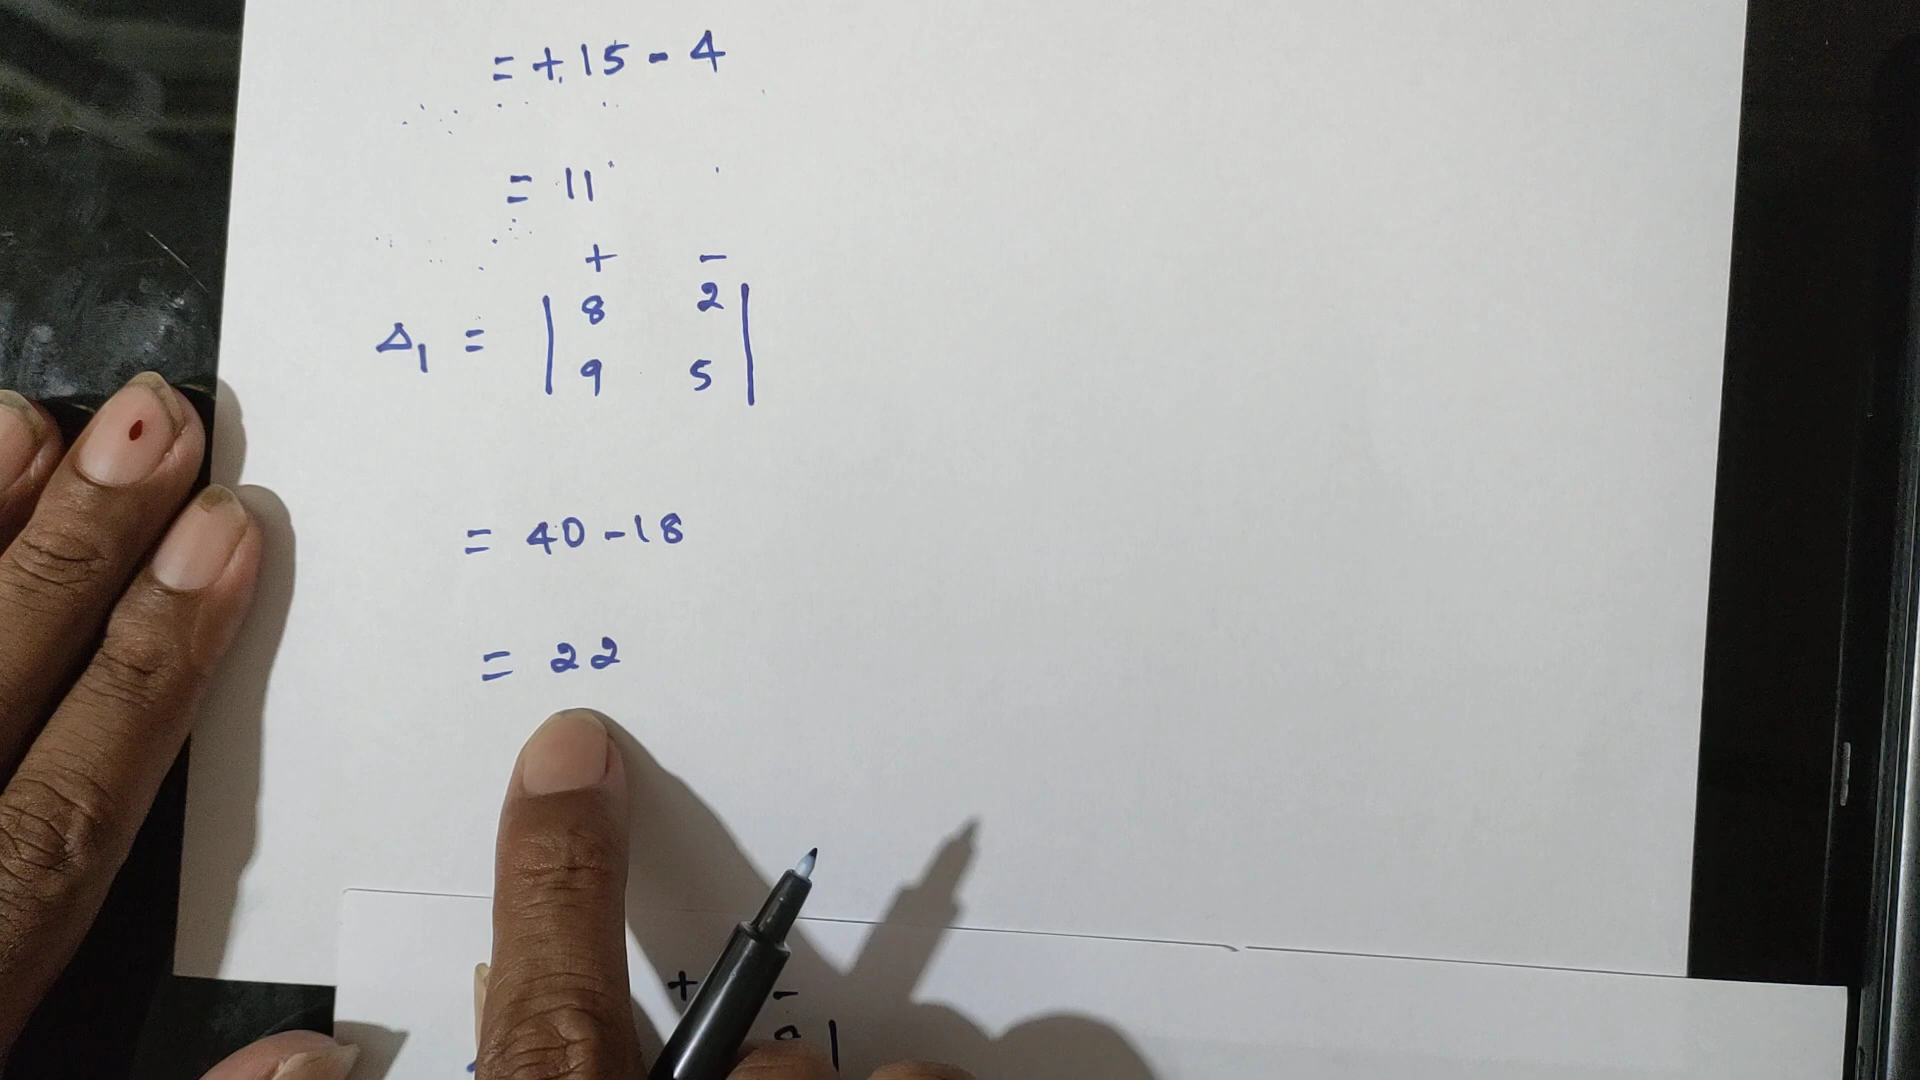 = + 15 - 4
= 11
+ -
Δ₁ = | 8 2 |
| 9 5 |
= 40 - 18
= 22
+ -